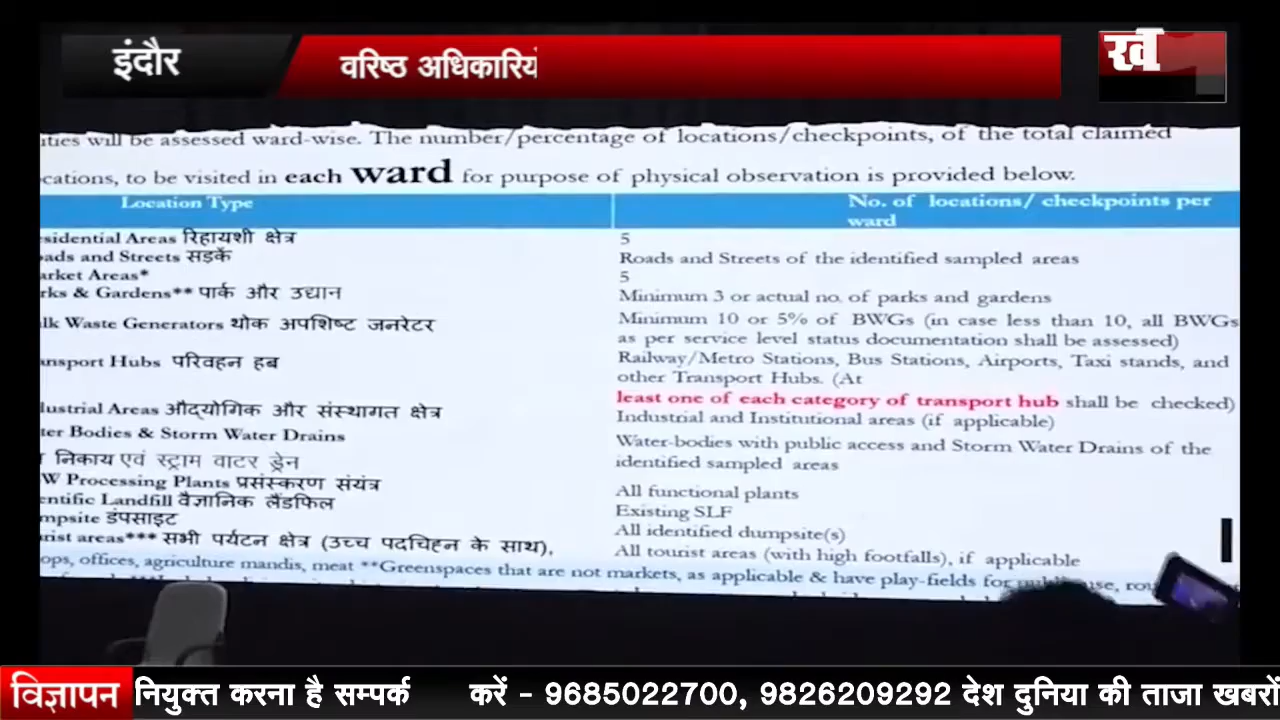 इंदौर
वरिष्ठ अधिकारिय
ख
ities will be assessed ward-wise. The number/percentage of locations/checkpoints, of the total claimed
cations, to be visited in each ward for purpose of physical observation is provided below.
Location Type No. of locations/ checkpoints per ward
sidential Areas रिहायशी क्षेत्र 5
ads and Streets सड़कें Roads and Streets of the identified sampled areas
arket Areas* 5
rks & Gardens** पार्क और उद्यान Minimum 3 or actual no. of parks and gardens
lk Waste Generators थोक अपशिष्ट जनरेटर Minimum 10 or 5% of BWGs (in case less than 10, all BWGs
as per service level status documentation shall be assessed)
ansport Hubs परिवहन हब Railway/Metro Stations, Bus Stations, Airports, Taxi stands, and
other Transport Hubs. (At
least one of each category of transport hub shall be checked)
dustrial Areas औद्योगिक और संस्थागत क्षेत्र Industrial and Institutional areas (if applicable)
ter Bodies & Storm Water Drains Water-bodies with public access and Storm Water Drains of the
निकाय एवं स्ट्राम वाटर ड्रेन identified sampled areas
W Processing Plants प्रसंस्करण संयंत्र All functional plants
entific Landfill वैज्ञानिक लैंडफिल Existing SLF
mpsite डंपसाइट All identified dumpsite(s)
rist areas*** सभी पर्यटन क्षेत्र (उच्च पदचिह्न के साथ), All tourist areas (with high footfalls), if applicable
ops, offices, agriculture mandis, meat **Greenspaces that are not markets, as applicable & have play-fields for public use,
विज्ञापन नियुक्त करना है सम्पर्क करें - 9685022700, 9826209292 देश दुनिया की ताजा खबरों